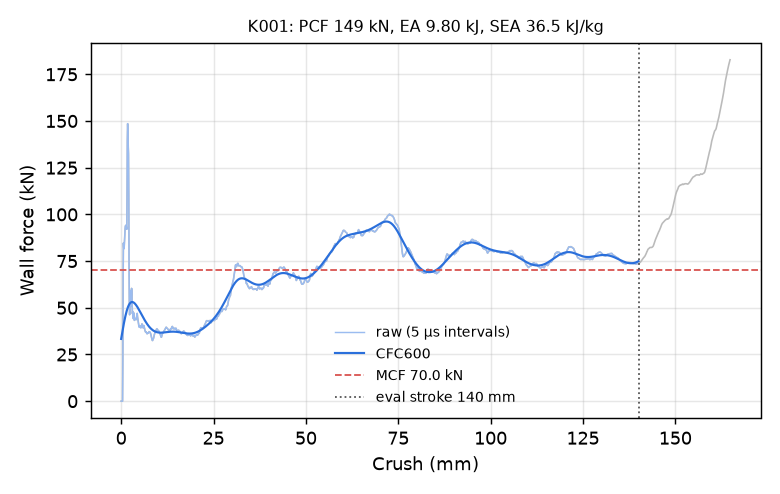 K001: PCF 149 kN, EA 9.80 kJ, SEA 36.5 kJ/kg
Wall force (kN)
175
150
125
100
75
50
25
0
raw (5 µs intervals)
CFC600
MCF 70.0 kN
eval stroke 140 mm
0
25
50
75
100
125
150
Crush (mm)